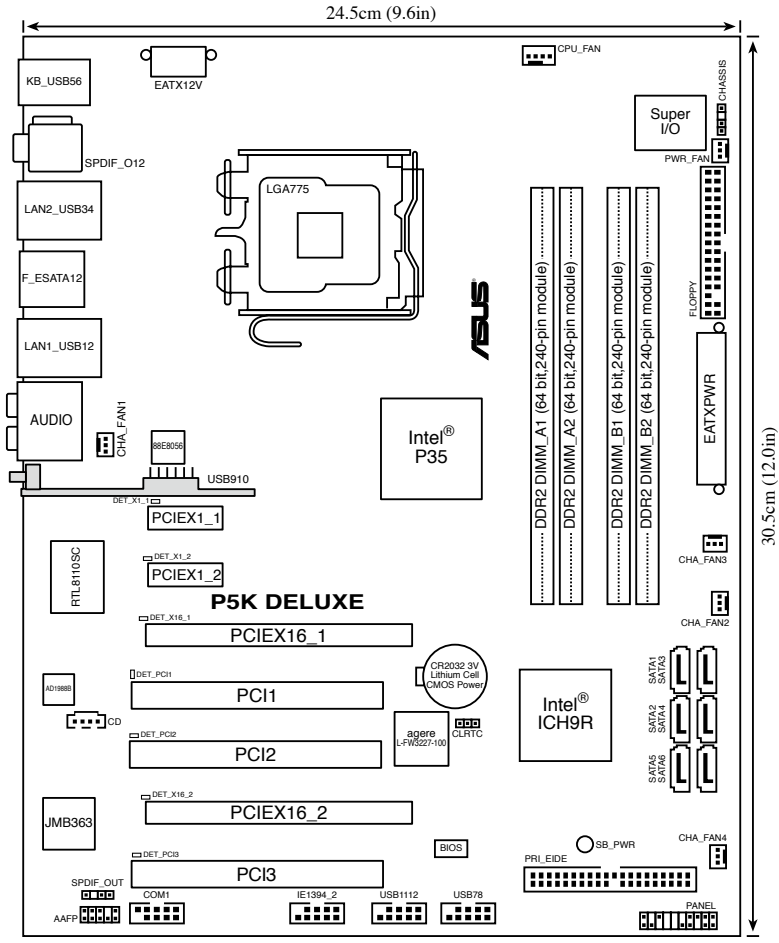 24.5cm (9.6in)
KB_USB56
EATX12V
CPU_FAN
CHASSIS
Super
I/O
SPDIF_O12
PWR_FAN
LGA775
LAN2_USB34
F_ESATA12
FLOPPY
ASUS
LAN1_USB12
DDR2 DIMM_A1 (64 bit,240-pin module)
DDR2 DIMM_A2 (64 bit,240-pin module)
DDR2 DIMM_B1 (64 bit,240-pin module)
DDR2 DIMM_B2 (64 bit,240-pin module)
EATXPWR
30.5cm (12.0in)
AUDIO
CHA_FAN1
88E8056
Intel®
P35
USB910
DET_X1_1
PCIEX1_1
RTL8110SC
DET_X1_2
PCIEX1_2
CHA_FAN3
P5K DELUXE
CHA_FAN2
DET_X16_1
PCIEX16_1
CR2032 3V
Lithium Cell
CMOS Power
SATA1
SATA3
DET_PCI1
PCI1
AD1988B
CD
Intel®
ICH9R
SATA2
SATA4
agere
L-FW3227-100
CLRTC
DET_PCI2
PCI2
SATA5
SATA6
DET_X16_2
PCIEX16_2
JMB363
BIOS
SB_PWR
CHA_FAN4
DET_PCI3
PCI3
PRI_EIDE
SPDIF_OUT
AAFP
COM1
IE1394_2
USB1112
USB78
PANEL